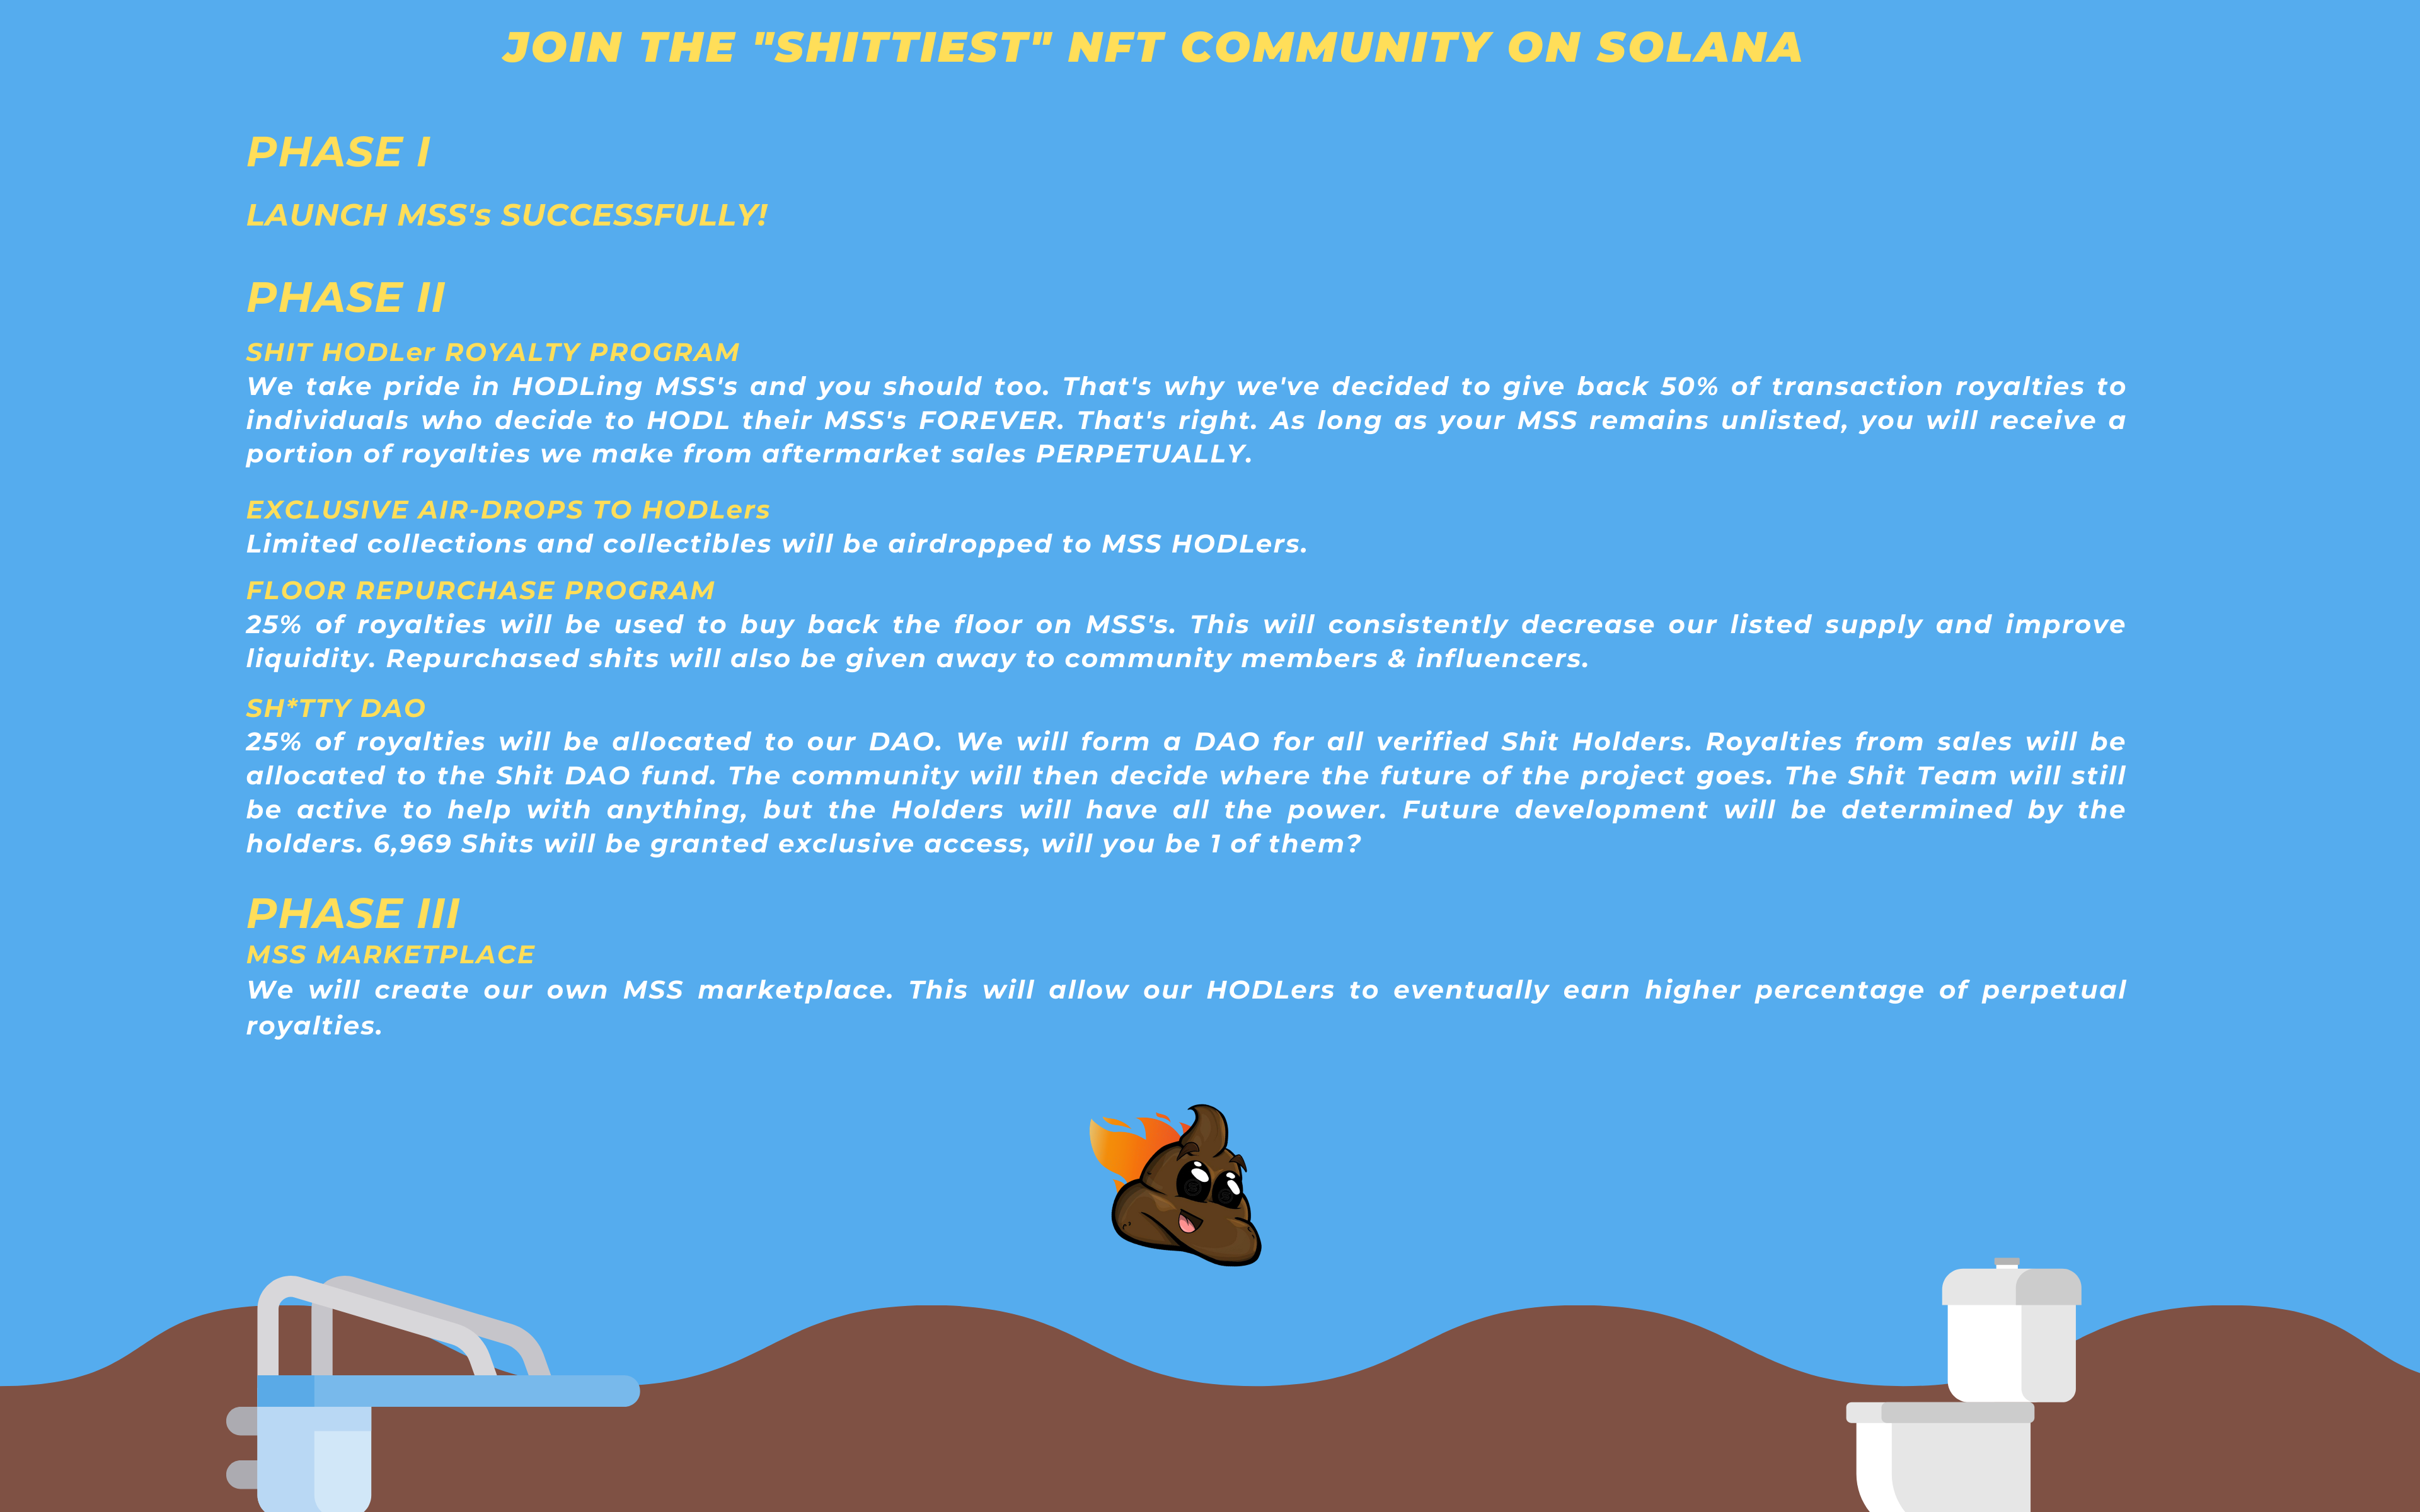 JOIN THE "SHITTIEST" NFT COMMUNITY ON SOLANA
PHASE I
LAUNCH MSS's SUCCESSFULLY!
PHASE II
SHIT HODLer ROYALTY PROGRAM
We take pride in HODLing MSS's and you should too. That's why we've decided to give back 50% of transaction royalties to
individuals who decide to HODL their MSS's FOREVER. That's right. As long as your MSS remains unlisted, you will receive a
portion of royalties we make from aftermarket sales PERPETUALLY.
EXCLUSIVE AIR-DROPS TO HODLers
Limited collections and collectibles will be airdropped to MSS HODLers.
FLOOR REPURCHASE PROGRAM
25% of royalties will be used to buy back the floor on MSS's. This will consistently decrease our listed supply and improve
liquidity. Repurchased shits will also be given away to community members & influencers.
SH*TTY DAO
25% of royalties will be allocated to our DAO. We will form a DAO for all verified Shit Holders. Royalties from sales will be
allocated to the Shit DAO fund. The community will then decide where the future of the project goes. The Shit Team will still
be active to help with anything, but the Holders will have all the power. Future development will be determined by the
holders. 6,969 Shits will be granted exclusive access, will you be 1 of them?
PHASE III
MSS MARKETPLACE
We will create our own MSS marketplace. This will allow our HODLers to eventually earn higher percentage of perpetual
royalties.